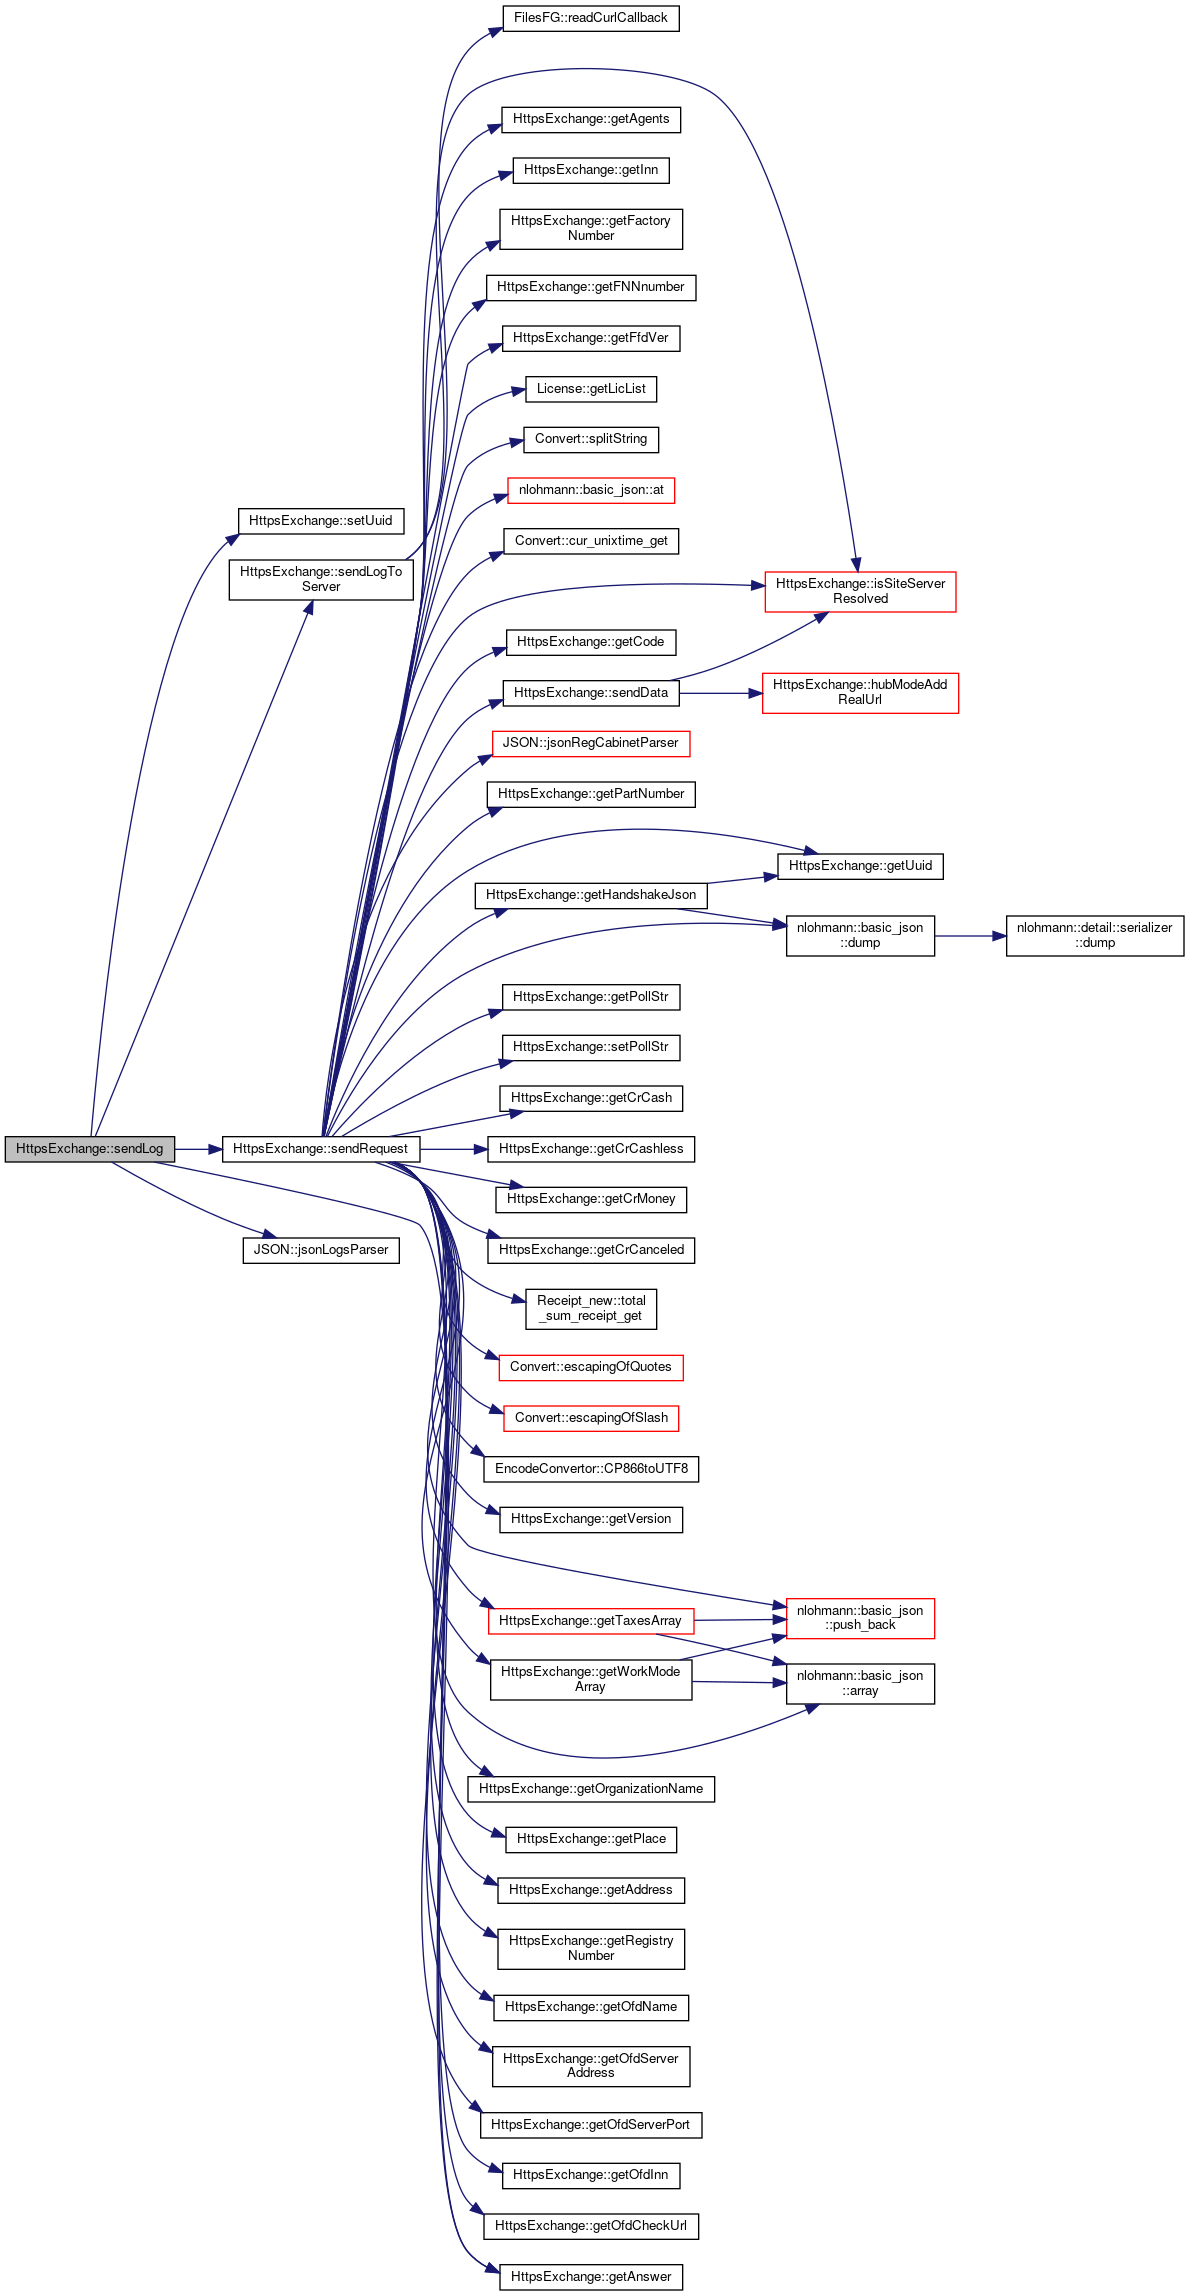 FilesFG::readCurlCallback
HttpsExchange::getAgents
HttpsExchange::getInn
HttpsExchange::getFactory
Number
HttpsExchange::getFNNnumber
HttpsExchange::getFfdVer
License::getLicList
Convert::splitString
nlohmann::basic_json::at
HttpsExchange::setUuid
Convert::cur_unixtime_get
HttpsExchange::sendLogTo
Server
HttpsExchange::isSiteServer
Resolved
HttpsExchange::getCode
HttpsExchange::sendData
HttpsExchange::hubModeAdd
RealUrl
JSON::jsonRegCabinetParser
HttpsExchange::getPartNumber
HttpsExchange::getUuid
HttpsExchange::getHandshakeJson
nlohmann::basic_json
::dump
nlohmann::detail::serializer
::dump
HttpsExchange::getPollStr
HttpsExchange::setPollStr
HttpsExchange::getCrCash
HttpsExchange::sendLog
HttpsExchange::sendRequest
HttpsExchange::getCrCashless
HttpsExchange::getCrMoney
JSON::jsonLogsParser
HttpsExchange::getCrCanceled
Receipt_new::total
_sum_receipt_get
Convert::escapingOfQuotes
Convert::escapingOfSlash
EncodeConvertor::CP866toUTF8
HttpsExchange::getVersion
HttpsExchange::getTaxesArray
nlohmann::basic_json
::push_back
HttpsExchange::getWorkMode
Array
nlohmann::basic_json
::array
HttpsExchange::getOrganizationName
HttpsExchange::getPlace
HttpsExchange::getAddress
HttpsExchange::getRegistry
Number
HttpsExchange::getOfdName
HttpsExchange::getOfdServer
Address
HttpsExchange::getOfdServerPort
HttpsExchange::getOfdInn
HttpsExchange::getOfdCheckUrl
HttpsExchange::getAnswer